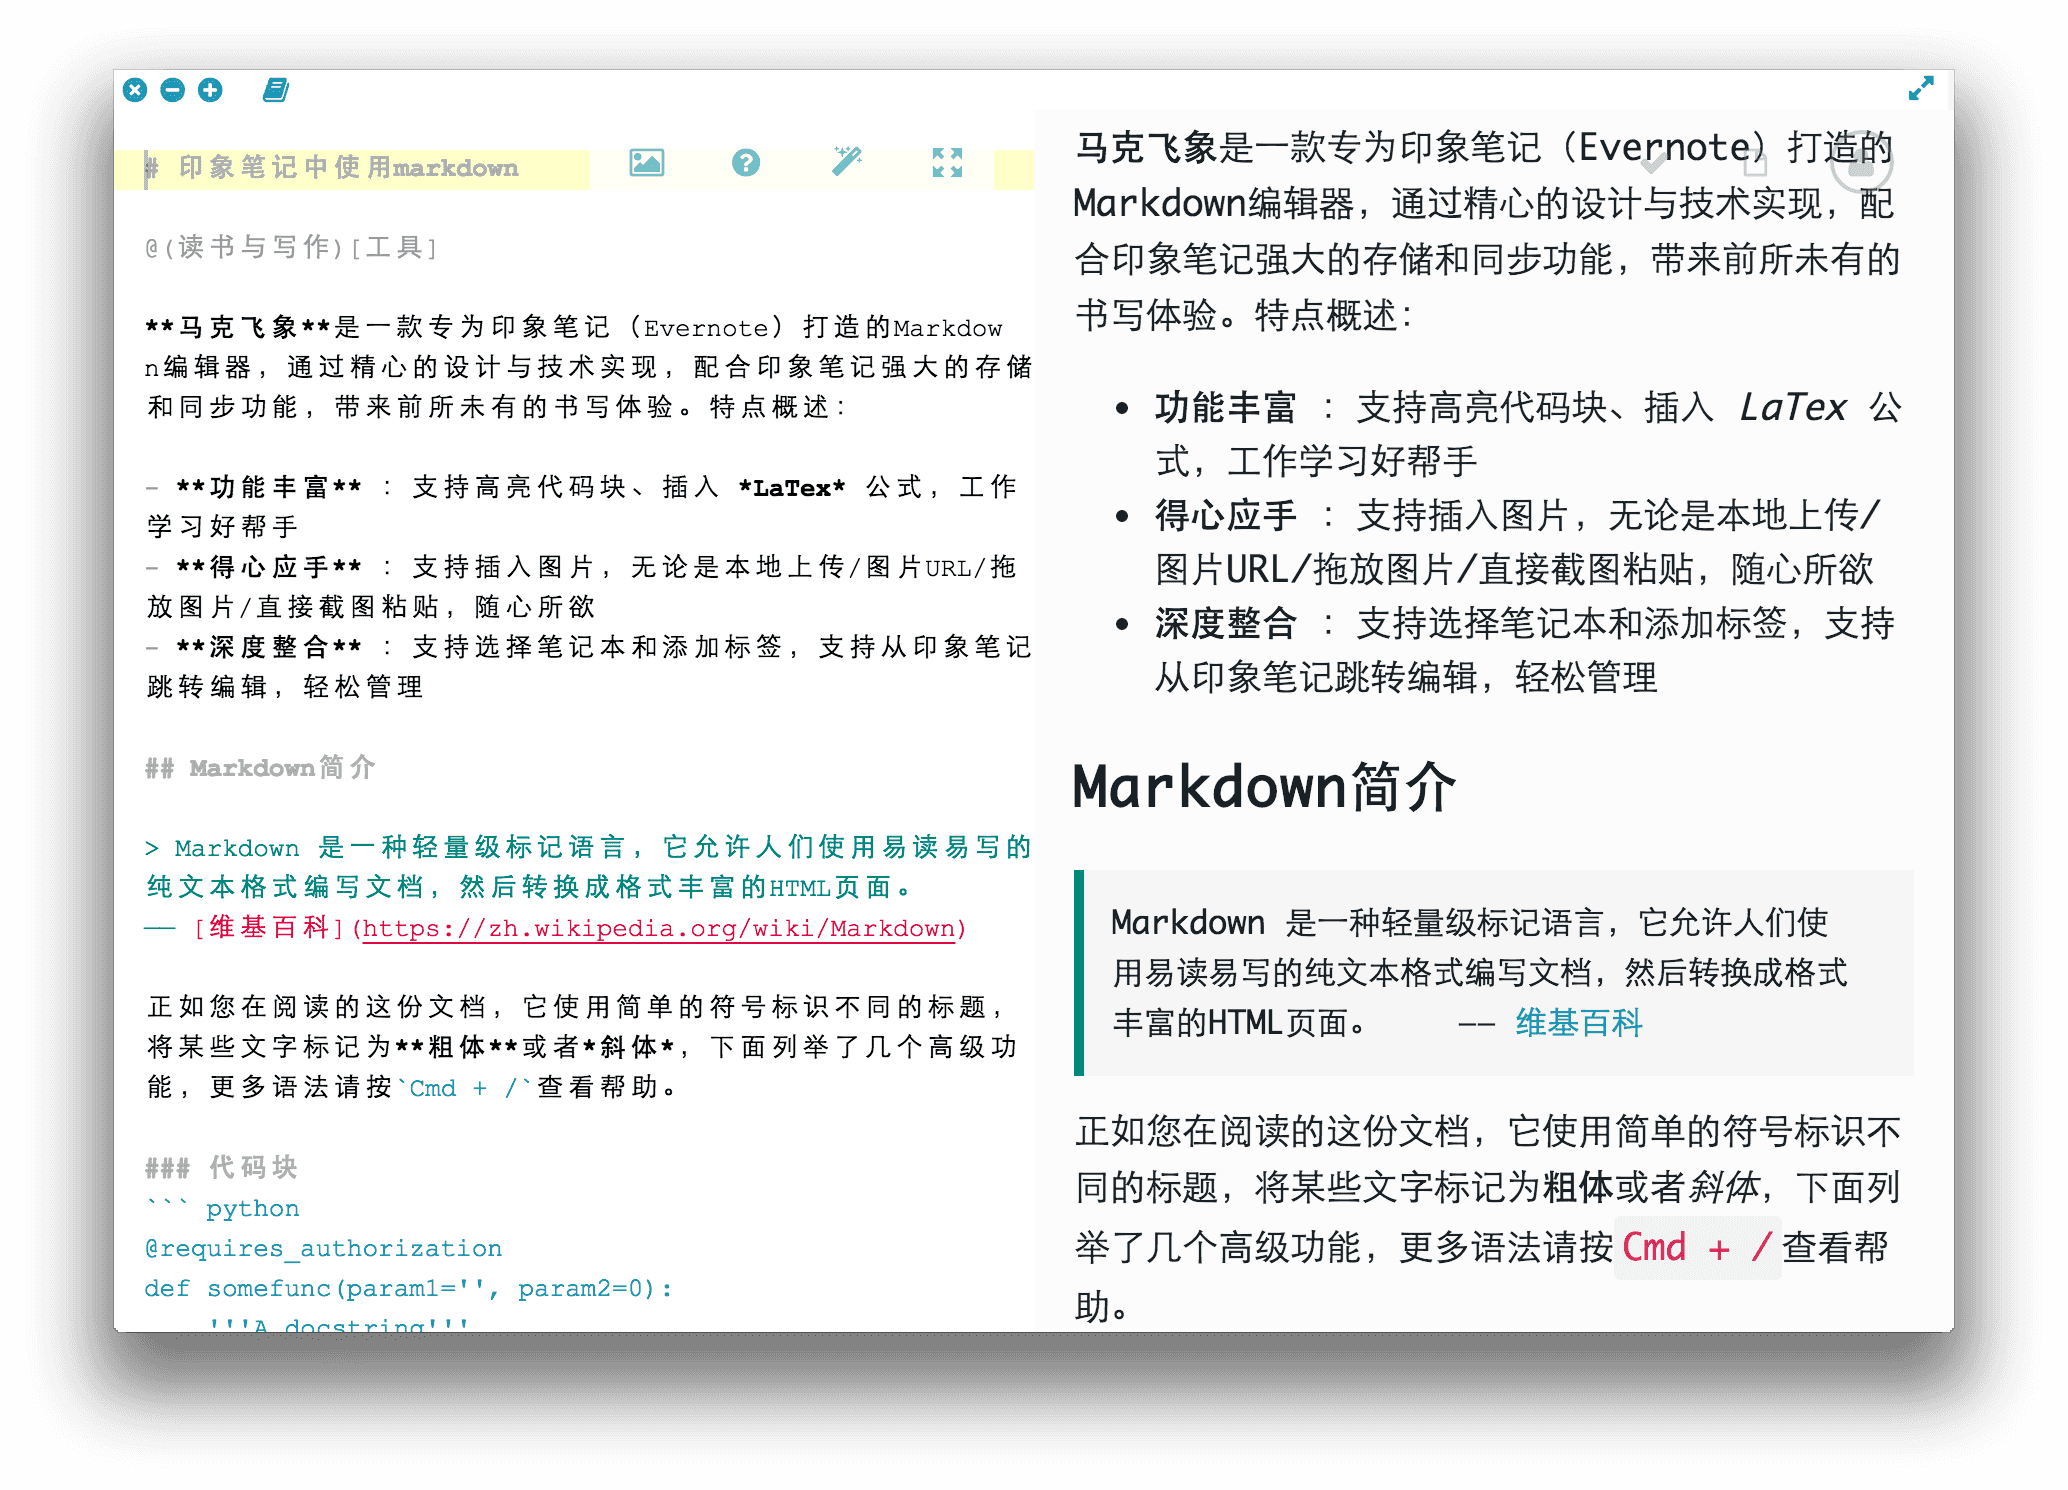 # 印象笔记中使用markdown
@(读书与写作)[工具]
**马克飞象**是一款专为印象笔记（Evernote）打造的Markdow
n编辑器，通过精心的设计与技术实现，配合印象笔记强大的存储
和同步功能，带来前所未有的书写体验。特点概述：
- **功能丰富** ：支持高亮代码块、插入 *LaTex* 公式，工作
学习好帮手
- **得心应手** ：支持插入图片，无论是本地上传/图片URL/拖
放图片/直接截图粘贴，随心所欲
- **深度整合** ：支持选择笔记本和添加标签，支持从印象笔记
跳转编辑，轻松管理
## Markdown简介
> Markdown 是一种轻量级标记语言，它允许人们使用易读易写的
纯文本格式编写文档，然后转换成格式丰富的HTML页面。
—— [维基百科](https://zh.wikipedia.org/wiki/Markdown)
正如您在阅读的这份文档，它使用简单的符号标识不同的标题，
将某些文字标记为**粗体**或者*斜体*，下面列举了几个高级功
能，更多语法请按`Cmd + /`查看帮助。
### 代码块
``` python
@requires_authorization
def somefunc(param1='', param2=0):
'''A docstring'''
马克飞象是一款专为印象笔记（Evernote）打造的
Markdown编辑器，通过精心的设计与技术实现，配
合印象笔记强大的存储和同步功能，带来前所未有的
书写体验。特点概述：
• 功能丰富 ：支持高亮代码块、插入 LaTex 公
式，工作学习好帮手
• 得心应手 ：支持插入图片，无论是本地上传/
图片URL/拖放图片/直接截图粘贴，随心所欲
• 深度整合 ：支持选择笔记本和添加标签，支持
从印象笔记跳转编辑，轻松管理
Markdown简介
Markdown 是一种轻量级标记语言，它允许人们使
用易读易写的纯文本格式编写文档，然后转换成格式
丰富的HTML页面。 —— 维基百科
正如您在阅读的这份文档，它使用简单的符号标识不
同的标题，将某些文字标记为粗体或者斜体，下面列
举了几个高级功能，更多语法请按Cmd + /查看帮
助。